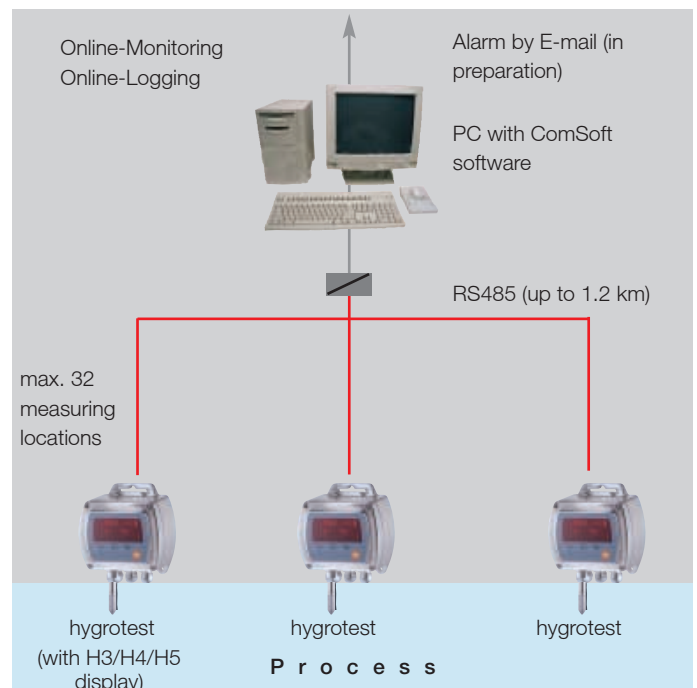 Online-Monitoring
Online-Logging
Alarm by E-mail (in
preparation)
PC with ComSoft
software
RS485 (up to 1.2 km)
max. 32
measuring
locations
hygrotest
(with H3/H4/H5
display)
hygrotest
hygrotest
Process